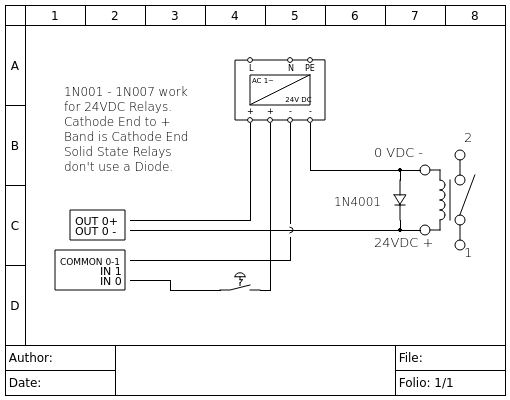 1 2 3 4 5 6 7 8
A
B
C
D
L N PE
AC 1~
24V DC
+ + - -
1N001 - 1N007 work
for 24VDC Relays.
Cathode End to +
Band is Cathode End
Solid State Relays
don't use a Diode.
2
0 VDC -
1N4001
24VDC +
1
OUT 0+
OUT 0 -
COMMON 0-1
IN 1
IN 0
Author:
Date:
File:
Folio: 1/1